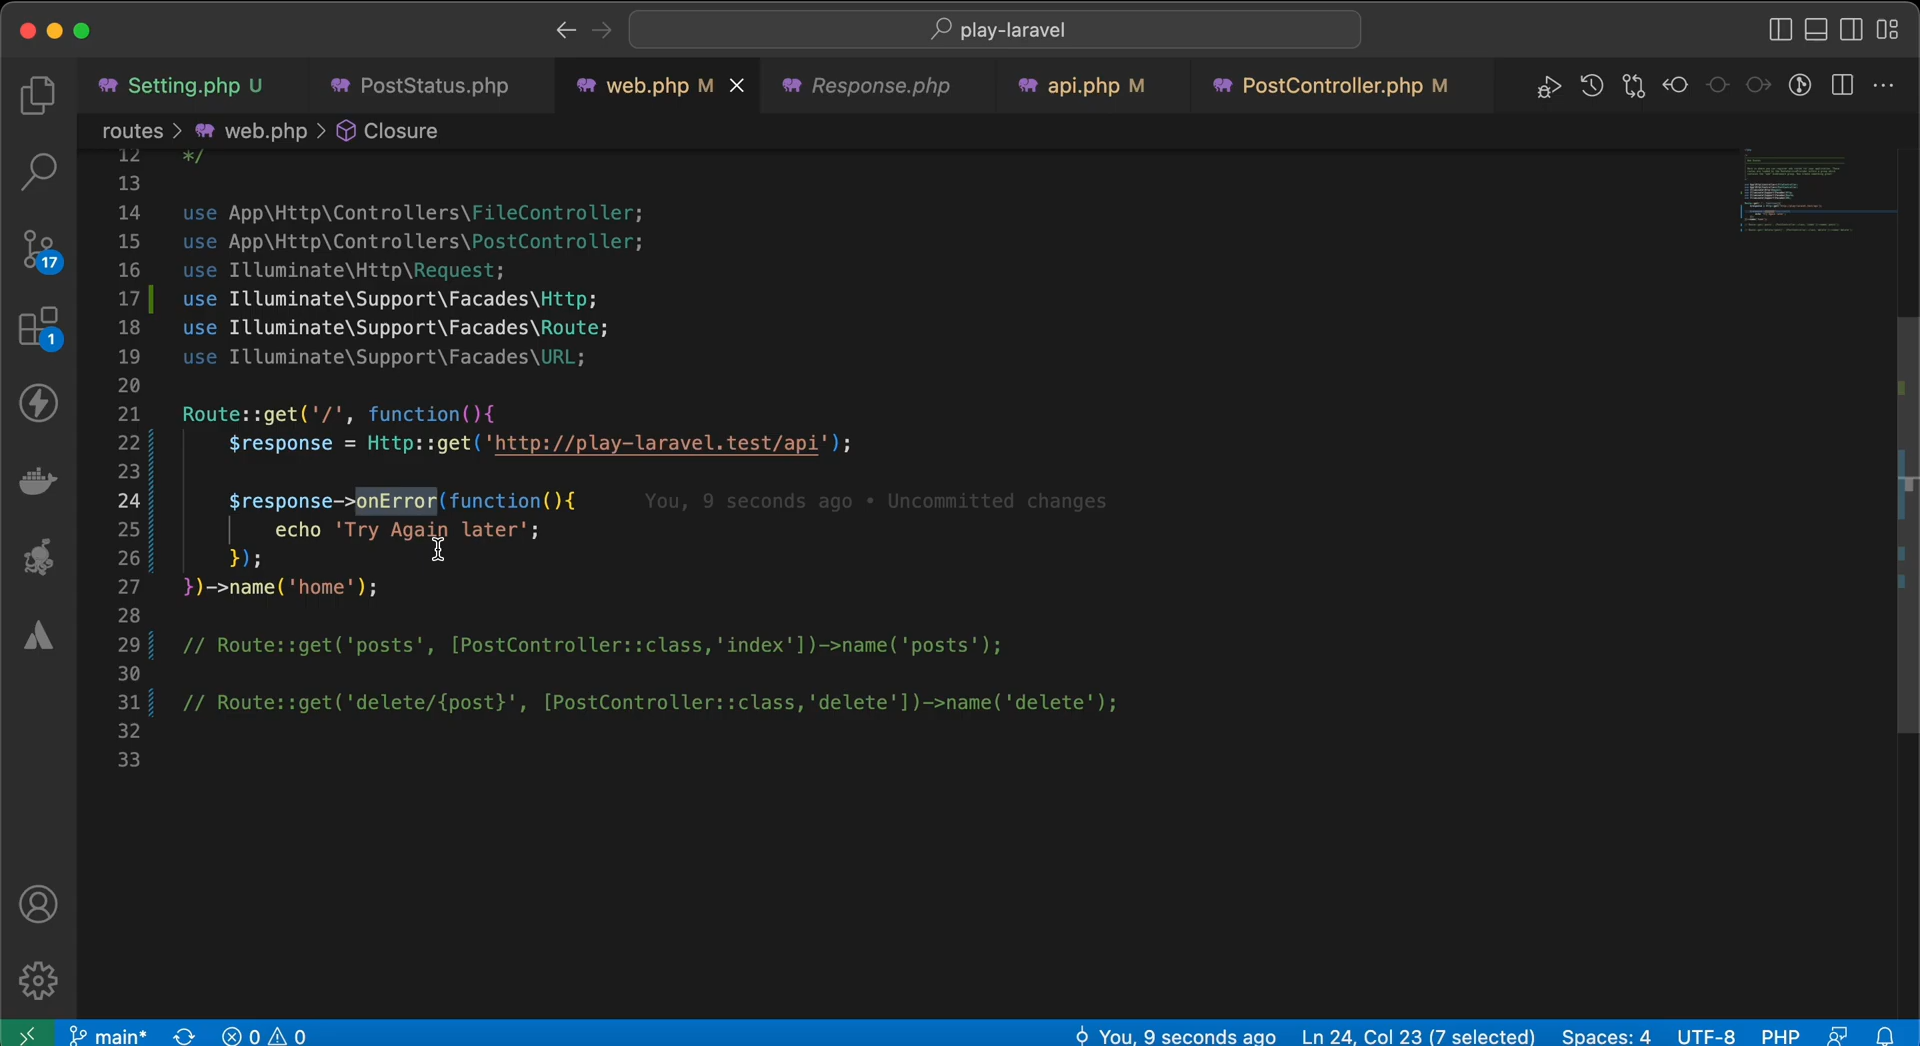 play-laravel
Setting.php U
PostStatus.php
web.php M
Response.php
api.php M
PostController.php M
routes > web.php > Closure
12 */
13
14 use App\Http\Controllers\FileController;
15 use App\Http\Controllers\PostController;
16 use Illuminate\Http\Request;
17 use Illuminate\Support\Facades\Http;
18 use Illuminate\Support\Facades\Route;
19 use Illuminate\Support\Facades\URL;
20
21 Route::get('/', function(){
22 $response = Http::get('http://play-laravel.test/api');
23
24 $response->onError(function(){ You, 9 seconds ago • Uncommitted changes
25 echo 'Try Again later';
26 });
27 })->name('home');
28
29 // Route::get('posts', [PostController::class,'index'])->name('posts');
30
31 // Route::get('delete/{post}', [PostController::class,'delete'])->name('delete');
32
33
17
1
main* 0 0 You, 9 seconds ago Ln 24, Col 23 (7 selected) Spaces: 4 UTF-8 PHP